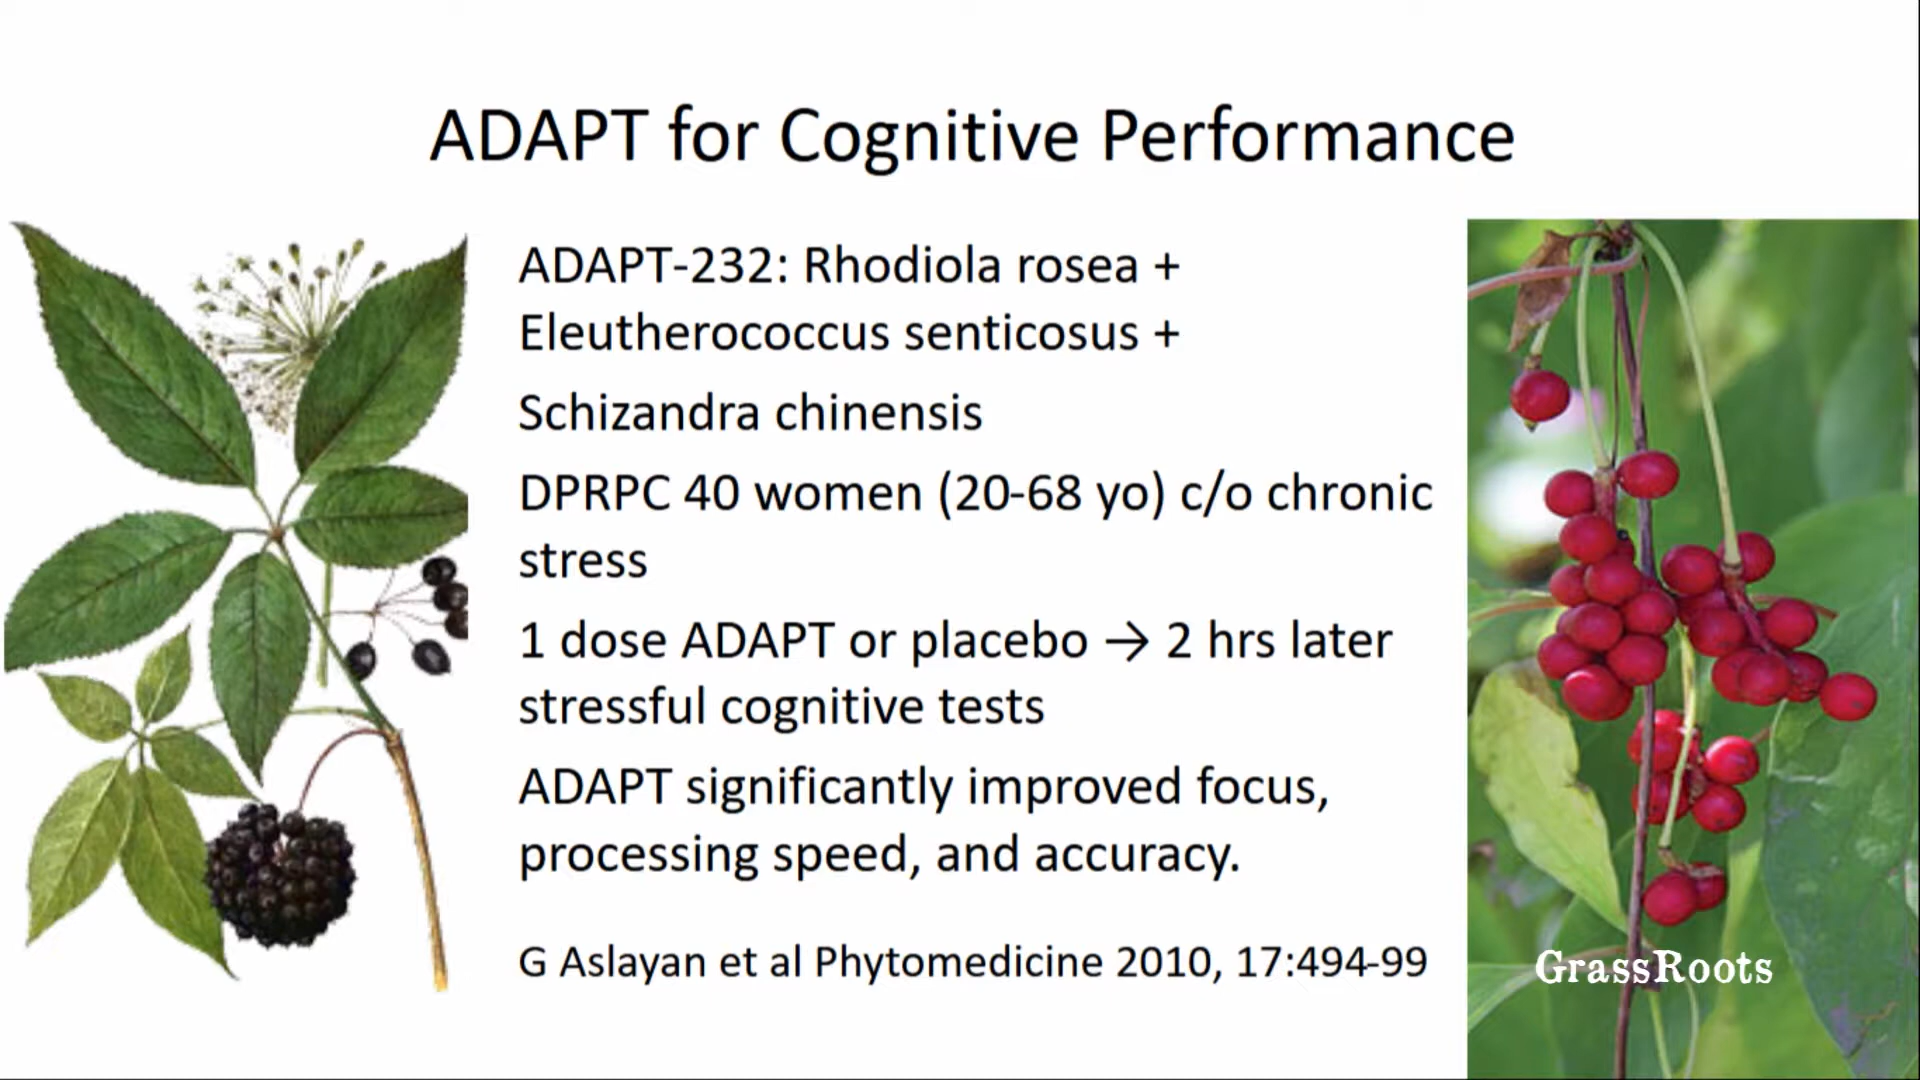 ADAPT for Cognitive Performance
ADAPT-232: Rhodiola rosea +
Eleutherococcus senticosus +
Schizandra chinensis
DPRPC 40 women (20-68 yo) c/o chronic
stress
1 dose ADAPT or placebo → 2 hrs later
stressful cognitive tests
ADAPT significantly improved focus,
processing speed, and accuracy.
G Aslayan et al Phytomedicine 2010, 17:494-99
GrassRoots